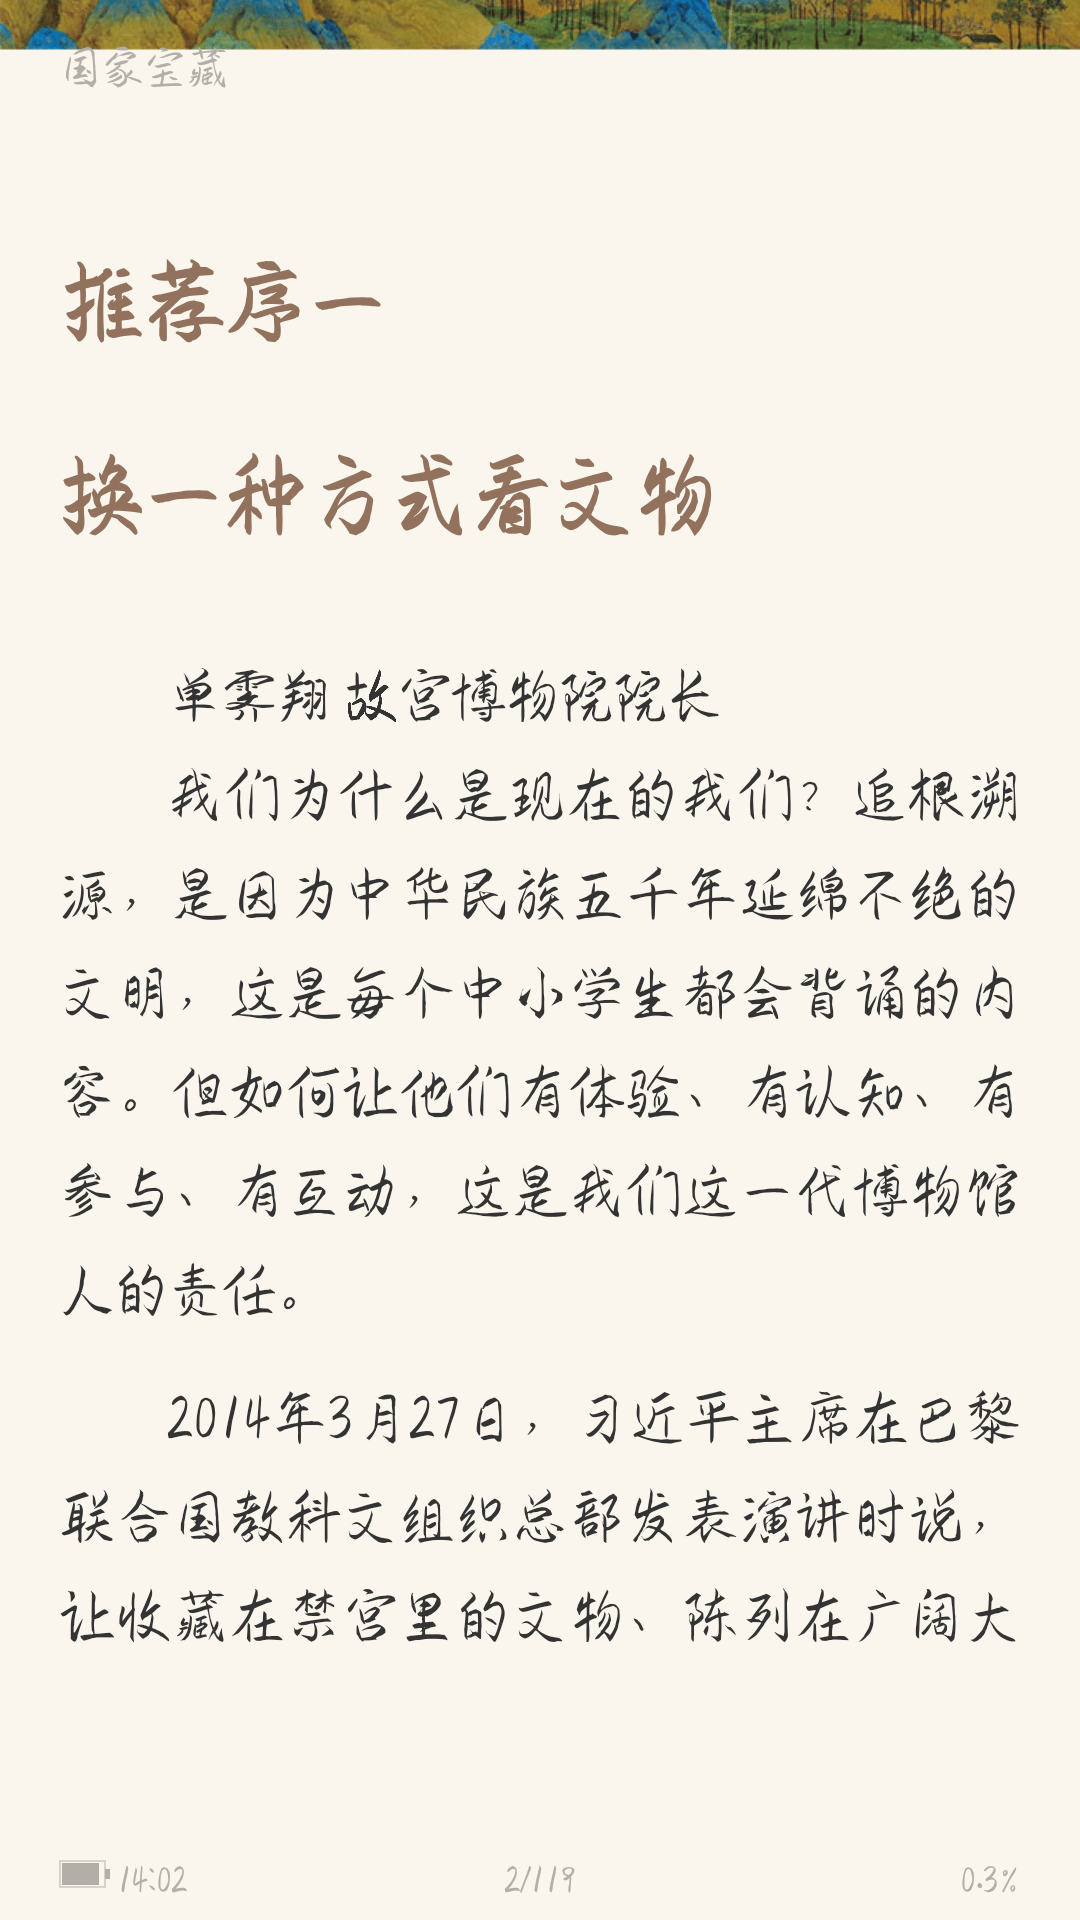 国家宝藏
推荐序一
换一种方式看文物
单霁翔 故宫博物院院长
我们为什么是现在的我们？追根溯
源，是因为中华民族五千年延绵不绝的
文明，这是每个中小学生都会背诵的内
容。但如何让他们有体验、有认知、有
参与、有互动，这是我们这一代博物馆
人的责任。
2014年3月27日，习近平主席在巴黎
联合国教科文组织总部发表演讲时说，
让收藏在禁宫里的文物、陈列在广阔大
14:02 2/119 0.3%